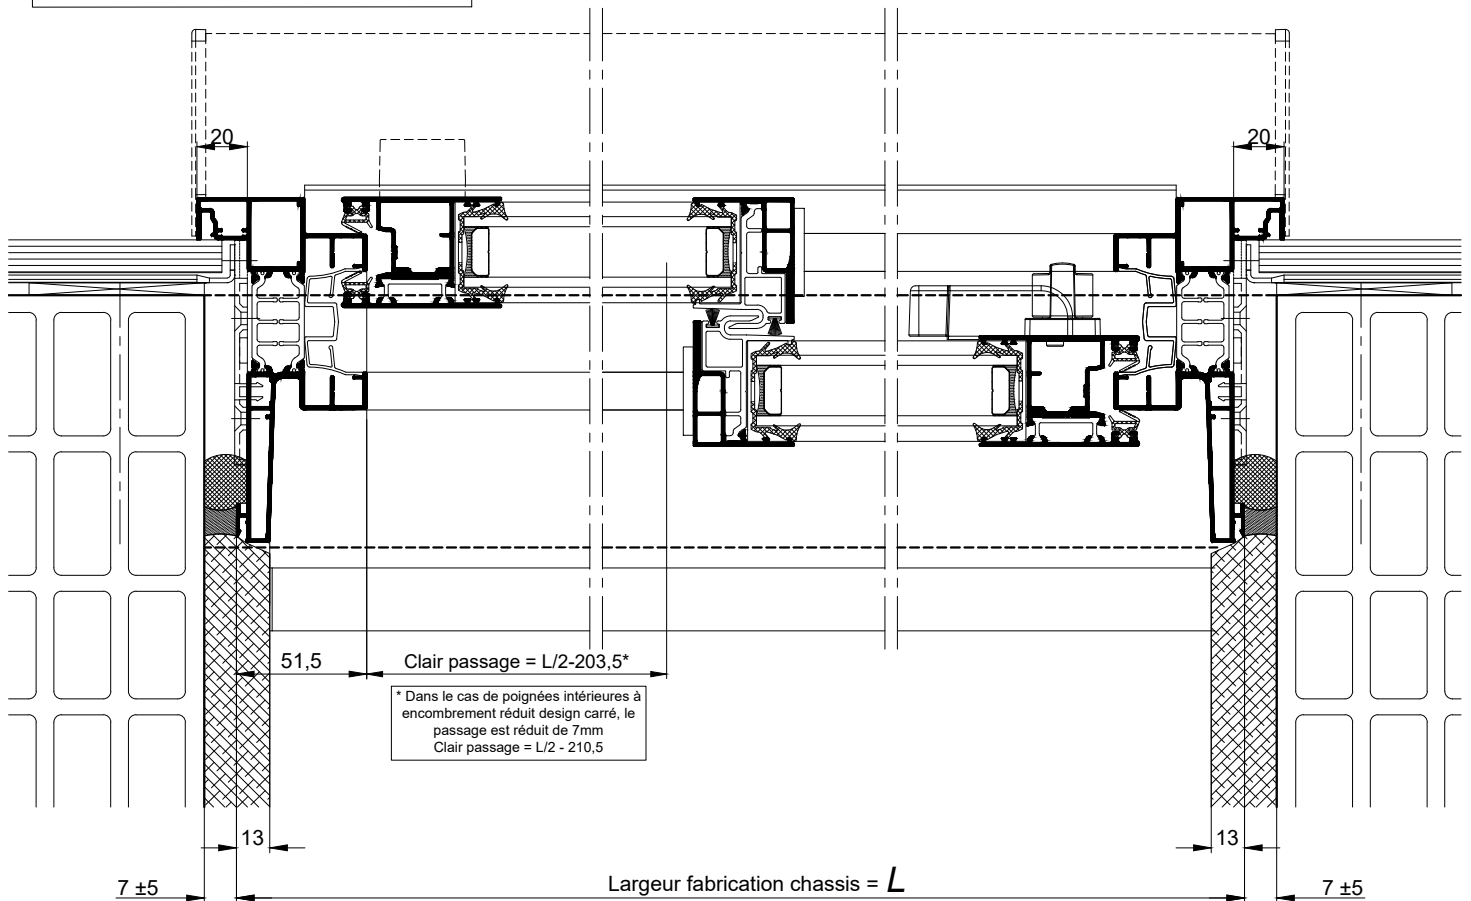 20
20
51,5
Clair passage = L/2-203,5*
* Dans le cas de poignées intérieures à
encombrement réduit design carré, le
passage est réduit de 7mm
Clair passage = L/2 - 210,5
13
13
7 ±5
Largeur fabrication chassis = L
7 ±5